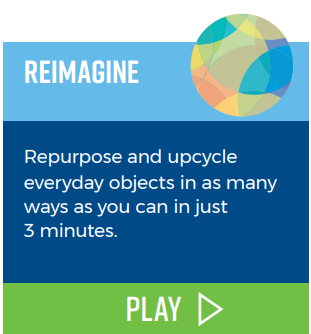 REIMAGINE
Repurpose and upcycle
everyday objects in as many
ways as you can in just
3 minutes.
PLAY